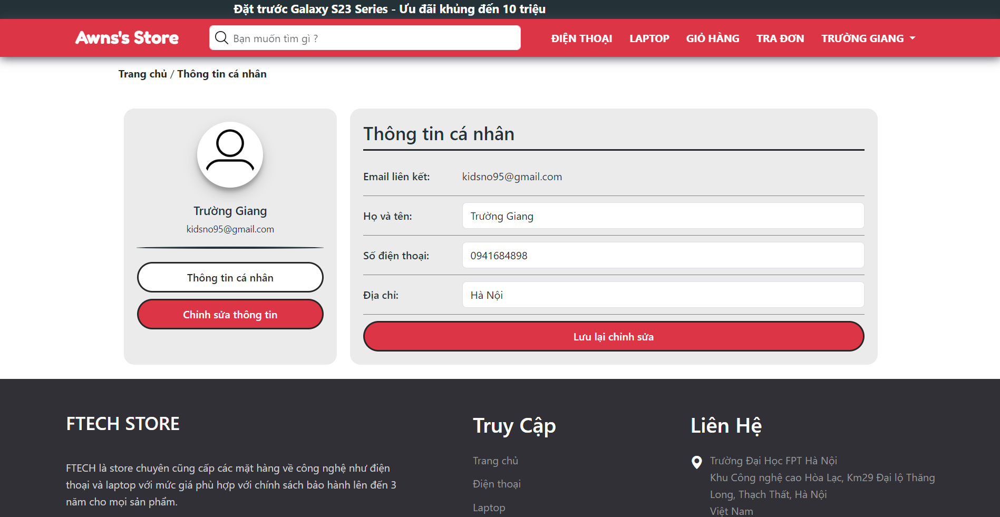 Đặt trước Galaxy S23 Series - Ưu đãi khủng đến 10 triệu
Awns's Store
Bạn muốn tìm gì ?
ĐIỆN THOẠI
LAPTOP
GIỎ HÀNG
TRA ĐƠN
TRƯỜNG GIANG
Trang chủ / Thông tin cá nhân
Trường Giang
kidsno95@gmail.com
Thông tin cá nhân
Chỉnh sửa thông tin
Thông tin cá nhân
Email liên kết: kidsno95@gmail.com
Họ và tên: Trường Giang
Số điện thoại: 0941684898
Địa chỉ: Hà Nội
Lưu lại chỉnh sửa
FTECH STORE
FTECH là store chuyên cũng cấp các mặt hàng về công nghệ như điện
thoại và laptop với mức giá phù hợp với chính sách bảo hành lên đến 3
năm cho mọi sản phẩm.
Truy Cập
Trang chủ
Điện thoại
Laptop
Liên Hệ
Trường Đại Học FPT Hà Nội
Khu Công nghệ cao Hòa Lạc, Km29 Đại lộ Thăng
Long, Thạch Thất, Hà Nội
Việt Nam